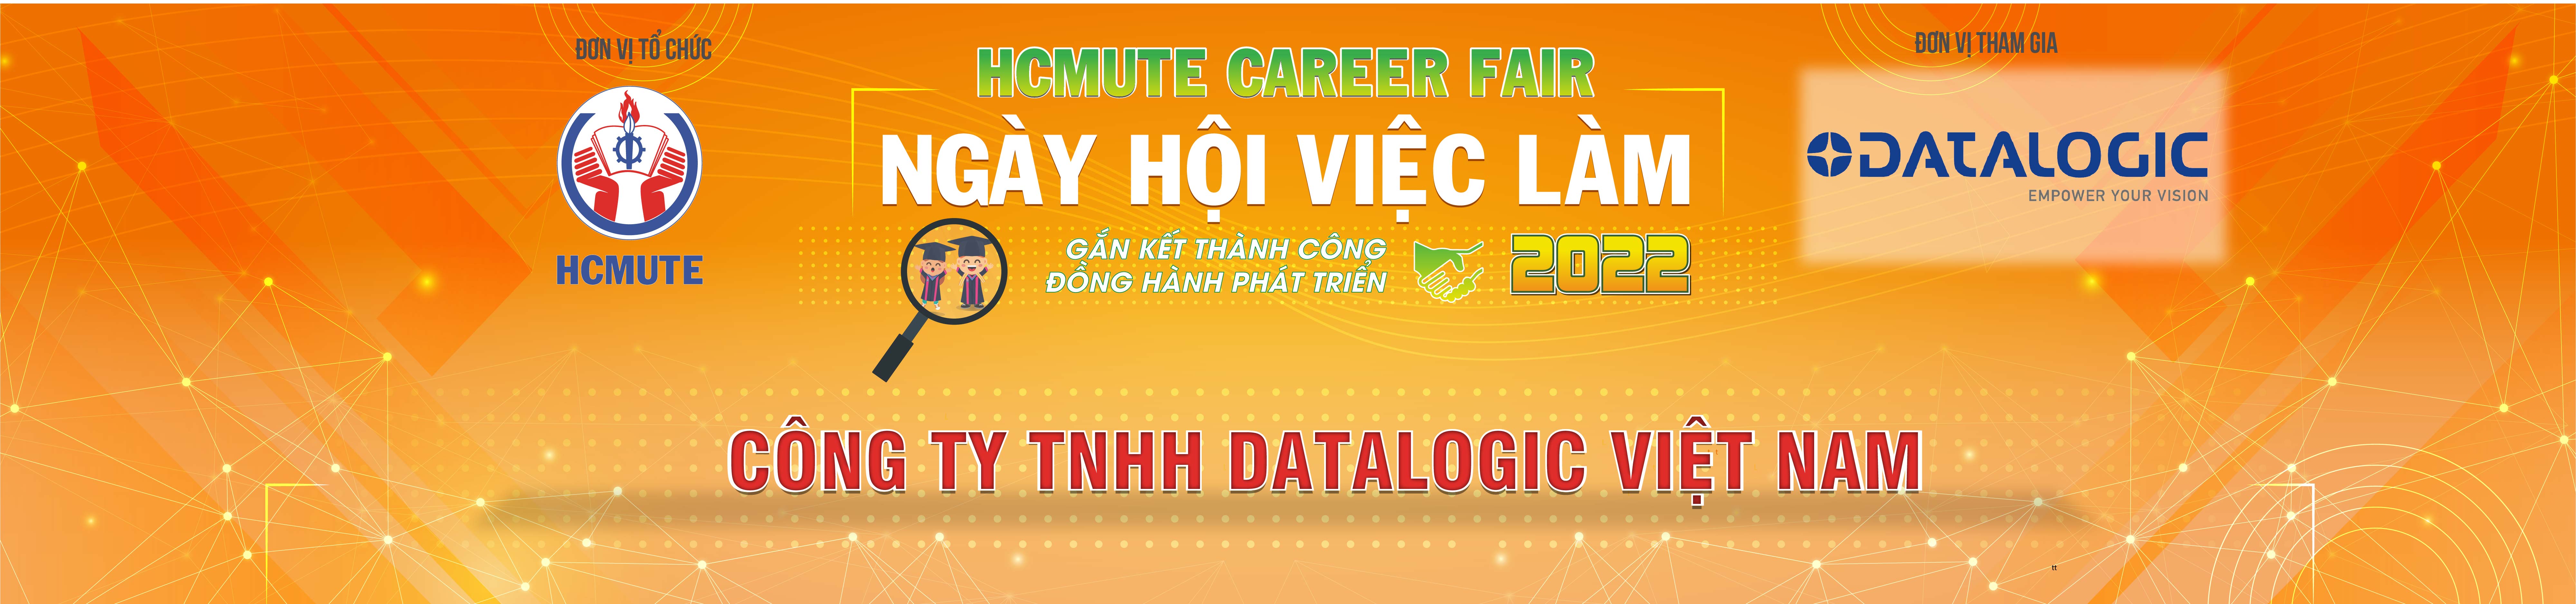 ĐƠN VỊ TỔ CHỨC
HCMUTE
HCMUTE CAREER FAIR
NGÀY HỘI VIỆC LÀM
GẮN KẾT THÀNH CÔNG
ĐỒNG HÀNH PHÁT TRIỂN
2022
ĐƠN VỊ THAM GIA
DATALOGIC
EMPOWER YOUR VISION
CÔNG TY TNHH DATALOGIC VIỆT NAM
tt